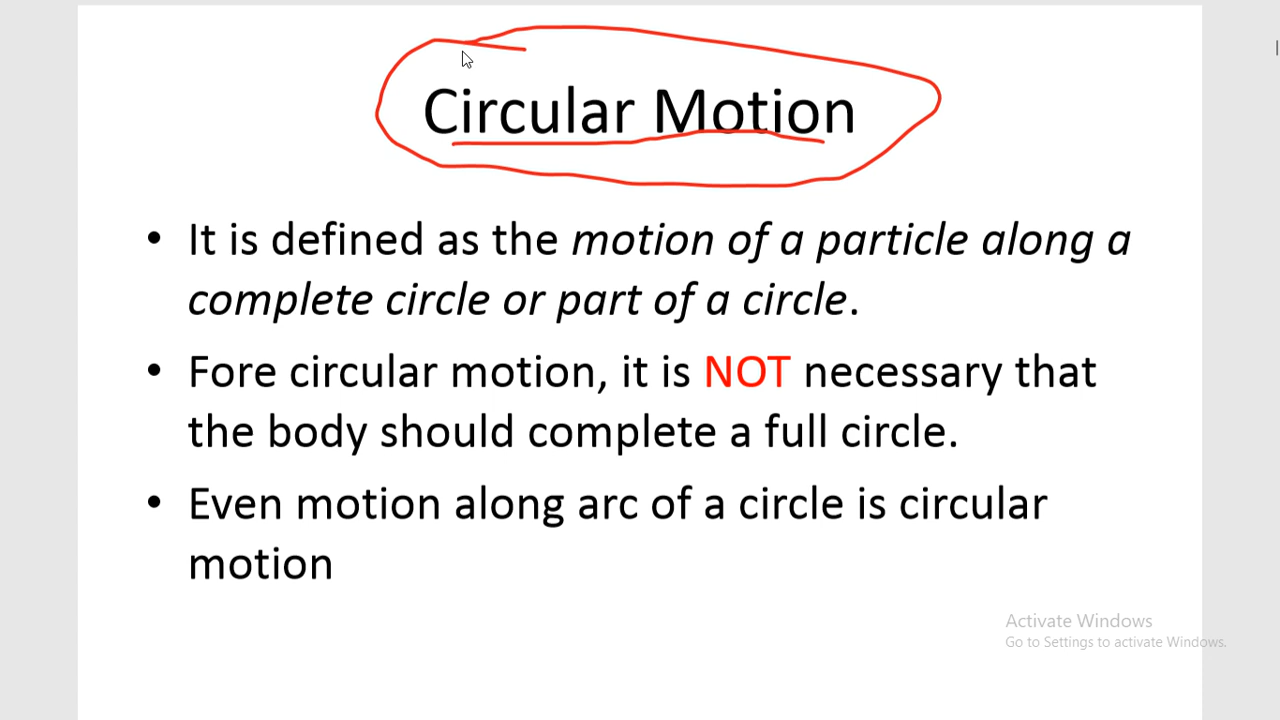 Circular Motion
• It is defined as the motion of a particle along a
complete circle or part of a circle.
• Fore circular motion, it is NOT necessary that
the body should complete a full circle.
• Even motion along arc of a circle is circular
motion
Activate Windows
Go to Settings to activate Windows.